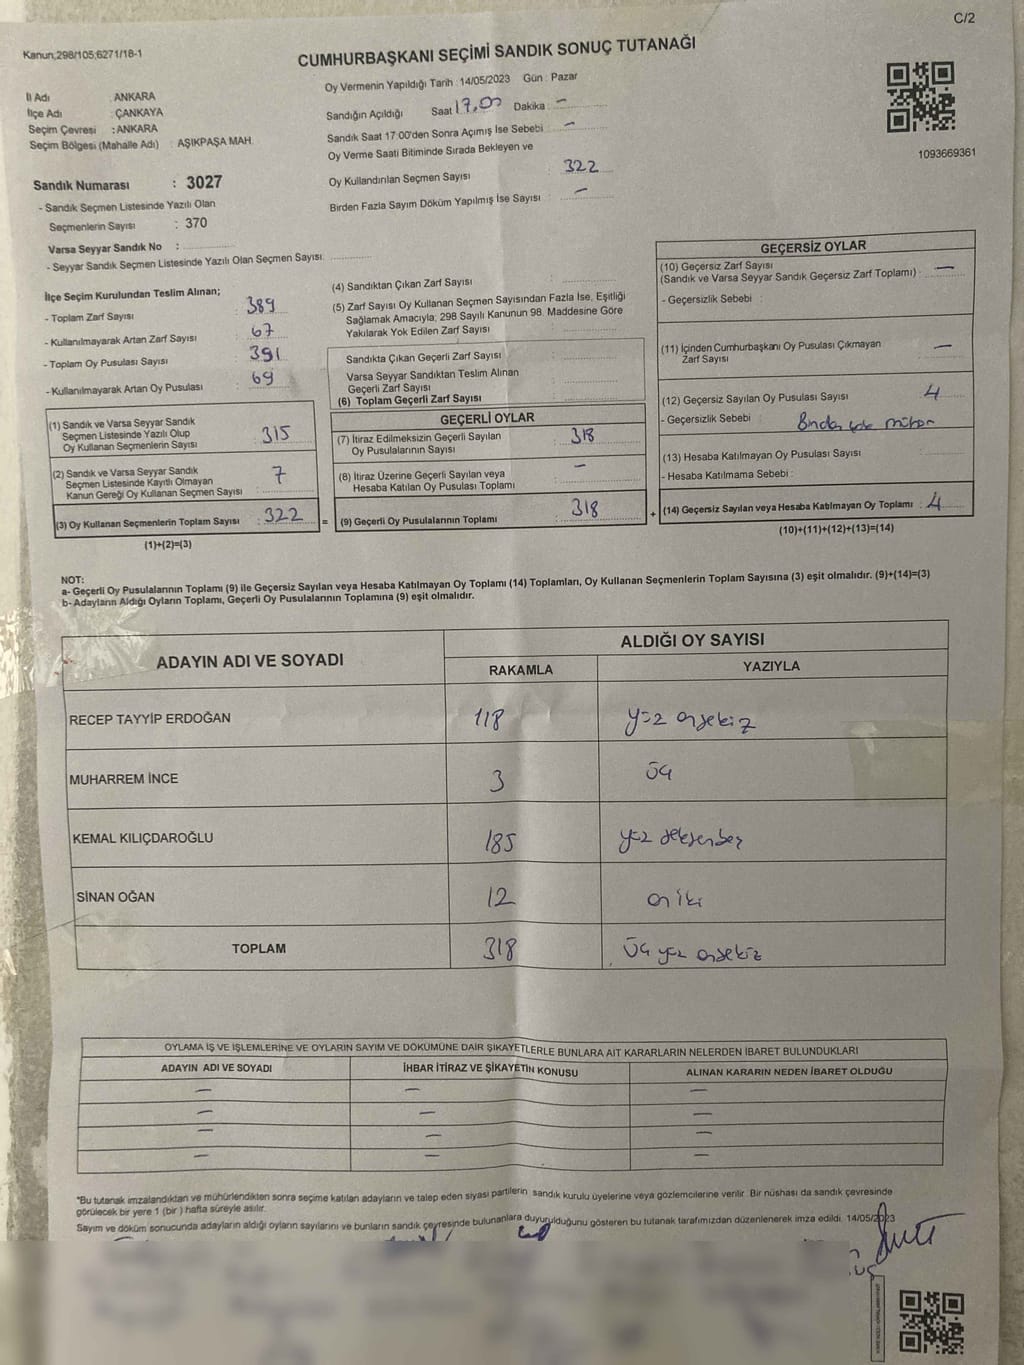 C/2
Kanun,298/105;6271/18-1
CUMHURBAŞKANI SEÇİMİ SANDIK SONUÇ TUTANAĞI
İl Adı : ANKARA
İlçe Adı : ÇANKAYA
Seçim Çevresi : ANKARA
Seçim Bölgesi (Mahalle Adı) : AŞIKPAŞA MAH.
Sandık Numarası : 3027
- Sandık Seçmen Listesinde Yazılı Olan
Seçmenlerin Sayısı : 370
Varsa Seyyar Sandık No :
- Seyyar Sandık Seçmen Listesinde Yazılı Olan Seçmen Sayısı:
Oy Vermenin Yapıldığı Tarih : 14/05/2023 Gün : Pazar
Sandığın Açıldığı Saat 17,00 Dakika : —
Sandık Saat 17:00'den Sonra Açımış İse Sebebi : —
Oy Verme Saati Bitiminde Sırada Bekleyen ve
Oy Kullandırılan Seçmen Sayısı : 322
Birden Fazla Sayım Döküm Yapılmış İse Sayısı : —
1093669361
İlçe Seçim Kurulundan Teslim Alınan;
- Toplam Zarf Sayısı : 389
- Kullanılmayarak Artan Zarf Sayısı : 67
- Toplam Oy Pusulası Sayısı : 391
- Kullanılmayarak Artan Oy Pusulası : 69
(1) Sandık ve Varsa Seyyar Sandık
Seçmen Listesinde Yazılı Olup
Oy Kullanan Seçmenlerin Sayısı : 315
(2) Sandık ve Varsa Seyyar Sandık
Seçmen Listesinde Kayıtlı Olmayan
Kanun Gereği Oy Kullanan Seçmen Sayısı : 7
(3) Oy Kullanan Seçmenlerin Toplam Sayısı : 322
(1)+(2)=(3)
(4) Sandıktan Çıkan Zarf Sayısı :
(5) Zarf Sayısı Oy Kullanan Seçmen Sayısından Fazla İse, Eşitliği
Sağlamak Amacıyla; 298 Sayılı Kanunun 98. Maddesine Göre
Yakılarak Yok Edilen Zarf Sayısı :
Sandıkta Çıkan Geçerli Zarf Sayısı :
Varsa Seyyar Sandıktan Teslim Alınan
Geçerli Zarf Sayısı :
(6) Toplam Geçerli Zarf Sayısı :
GEÇERLİ OYLAR
(7) İtiraz Edilmeksizin Geçerli Sayılan
Oy Pusulalarının Sayısı : 318
(8) İtiraz Üzerine Geçerli Sayılan veya
Hesaba Katılan Oy Pusulası Toplamı : —
= (9) Geçerli Oy Pusulalarının Toplamı : 318
GEÇERSİZ OYLAR
(10) Geçersiz Zarf Sayısı
(Sandık ve Varsa Seyyar Sandık Geçersiz Zarf Toplamı) : —
- Geçersizlik Sebebi :
(11) İçinden Cumhurbaşkanı Oy Pusulası Çıkmayan
Zarf Sayısı —
(12) Geçersiz Sayılan Oy Pusulası Sayısı 4
- Geçersizlik Sebebi : Birden çok mühür
(13) Hesaba Katılmayan Oy Pusulası Sayısı
- Hesaba Katılmama Sebebi :
+ (14) Geçersiz Sayılan veya Hesaba Katılmayan Oy Toplamı : 4
(10)+(11)+(12)+(13)=(14)
NOT:
a- Geçerli Oy Pusulalarının Toplamı (9) ile Geçersiz Sayılan veya Hesaba Katılmayan Oy Toplamı (14) Toplamları, Oy Kullanan Seçmenlerin Toplam Sayısına (3) eşit olmalıdır. (9)+(14)=(3)
b- Adayların Aldığı Oyların Toplamı, Geçerli Oy Pusulalarının Toplamına (9) eşit olmalıdır.
ADAYIN ADI VE SOYADI ALDIĞI OY SAYISI
RAKAMLA YAZIYLA
RECEP TAYYİP ERDOĞAN 118 yüz onsekiz
MUHARREM İNCE 3 üç
KEMAL KILIÇDAROĞLU 185 yüz seksenbeş
SİNAN OĞAN 12 on iki
TOPLAM 318 üç yüz onsekiz
OYLAMA İŞ VE İŞLEMLERİNE VE OYLARIN SAYIM VE DÖKÜMÜNE DAİR ŞİKAYETLERLE BUNLARA AİT KARARLARIN NELERDEN İBARET BULUNDUKLARI
ADAYIN ADI VE SOYADI İHBAR İTİRAZ VE ŞİKAYETİN KONUSU ALINAN KARARIN NEDEN İBARET OLDUĞU
— — —
— — —
— — —
— — —
*Bu tutanak imzalandıktan ve mühürlendikten sonra seçime katılan adayların ve talep eden siyasi partilerin sandık kurulu üyelerine veya gözlemcilerine verilir. Bir nüshası da sandık çevresinde
görülecek bir yere 1 (bir ) hafta süreyle asılır.
Sayım ve döküm sonucunda adayların aldığı oyların sayılarını ve bunların sandık çevresinde bulunanlara duyurulduğunu gösteren bu tutanak tarafımızdan düzenlenerek imza edildi. 14/05/2023